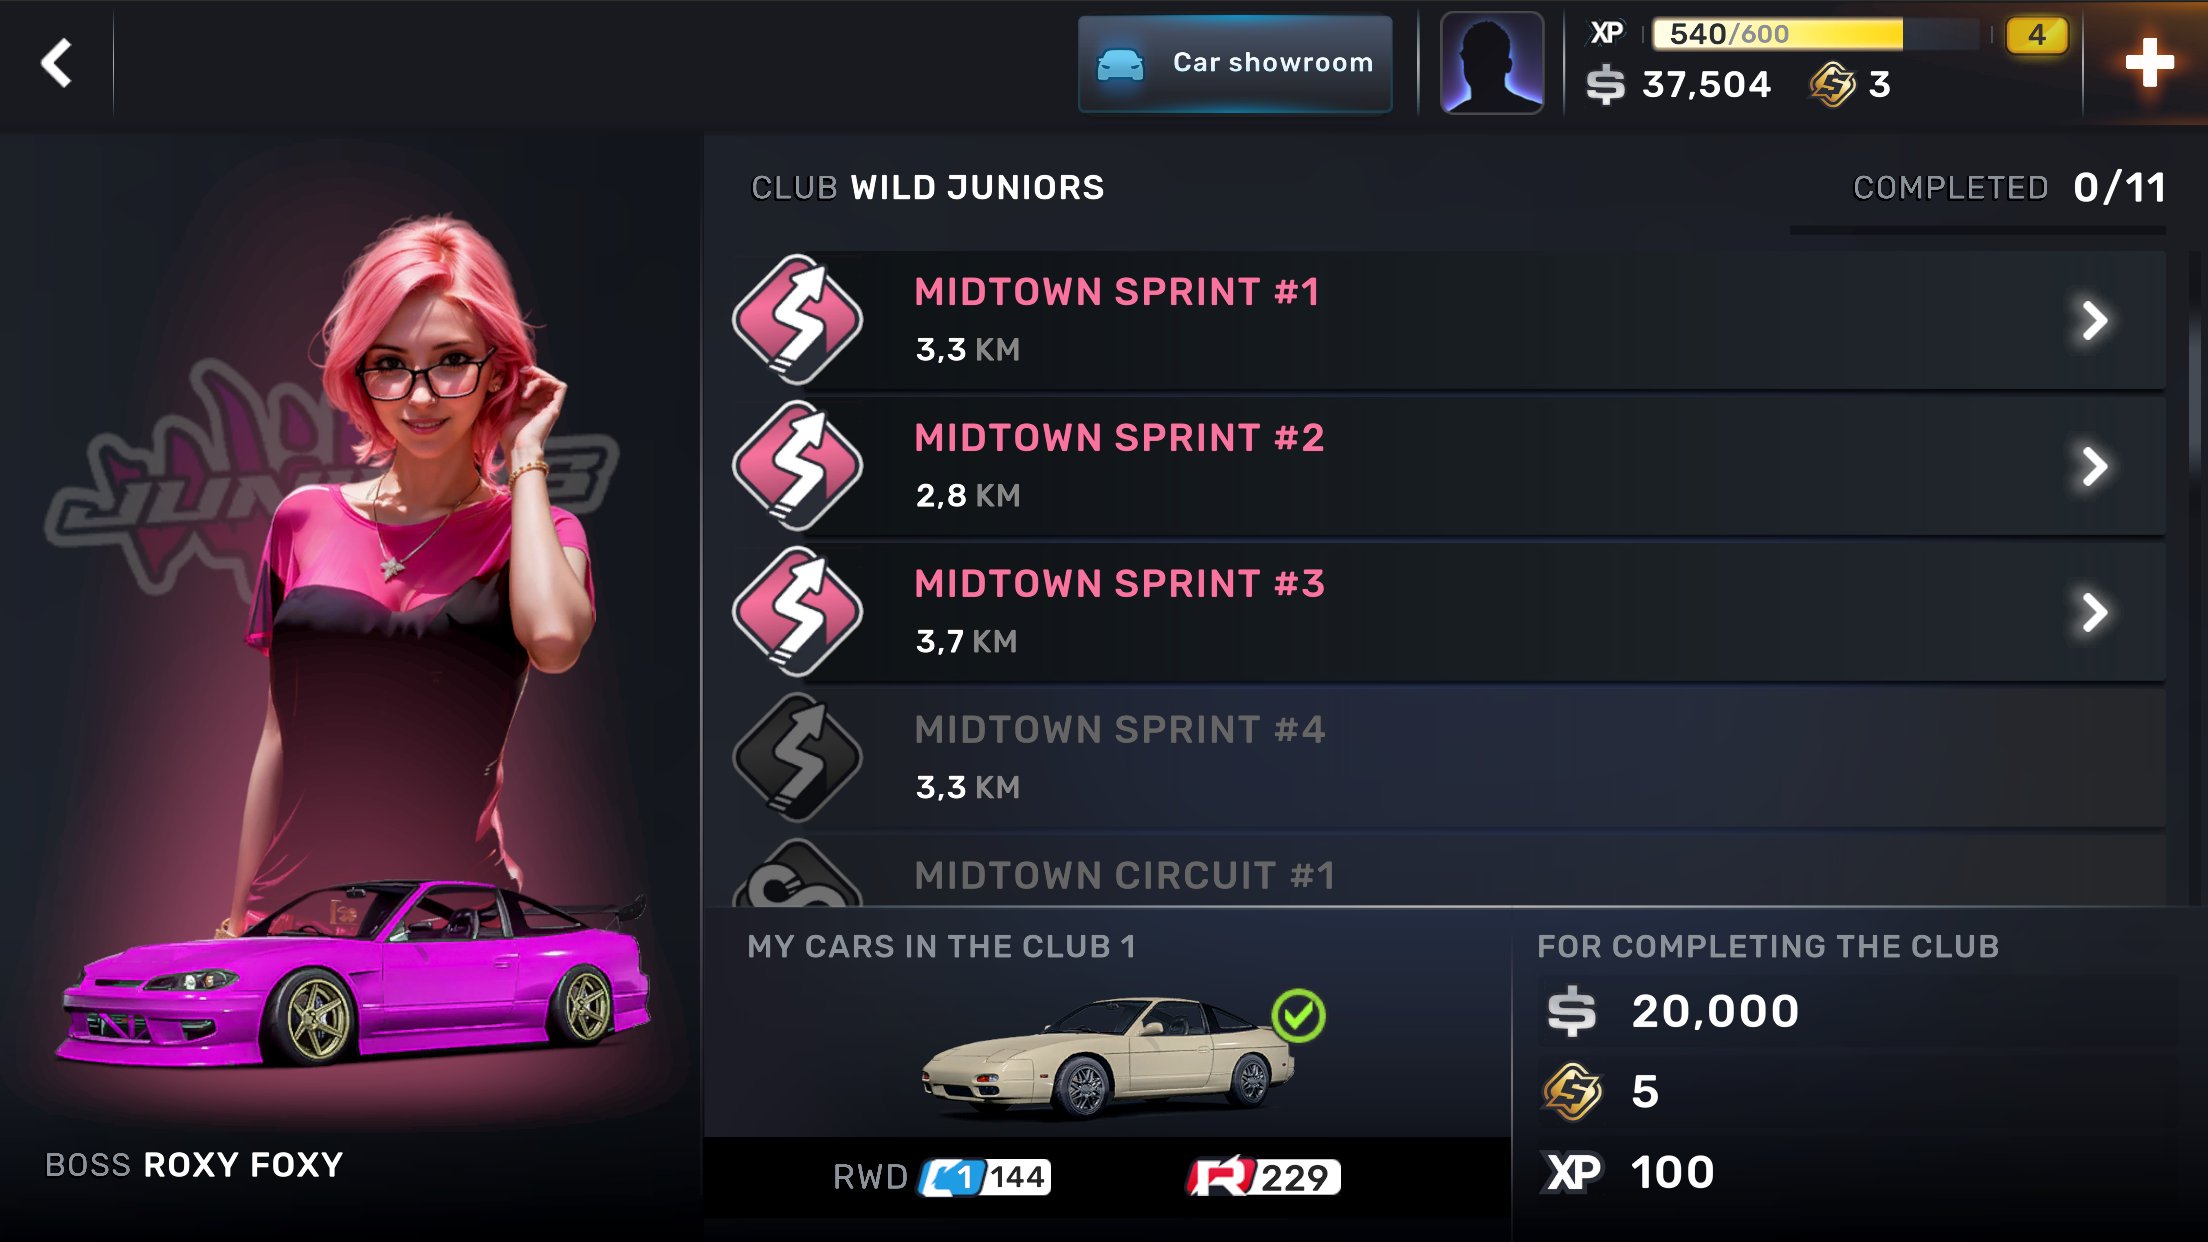 Car showroom
XP 540/600 4
37,504 3
CLUB WILD JUNIORS
COMPLETED 0/11
MIDTOWN SPRINT #1
3,3 KM
MIDTOWN SPRINT #2
2,8 KM
MIDTOWN SPRINT #3
3,7 KM
MIDTOWN SPRINT #4
3,3 KM
MIDTOWN CIRCUIT #1
BOSS ROXY FOXY
MY CARS IN THE CLUB 1
RWD 1 144 R 229
FOR COMPLETING THE CLUB
$ 20,000
5
XP 100